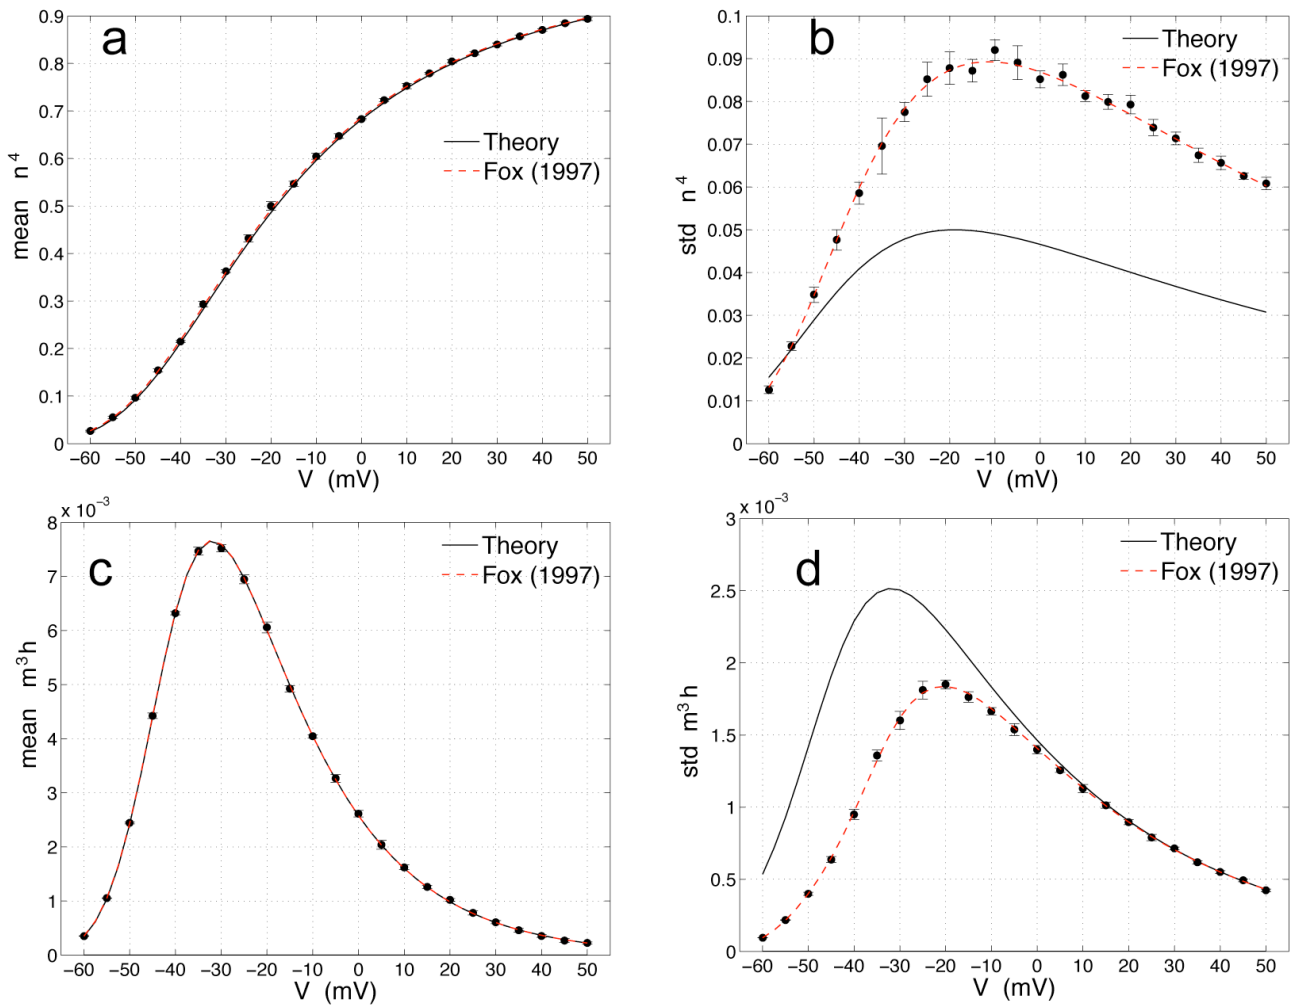 a
0.9
0.8
0.7
0.6
0.5
0.4
0.3
0.2
0.1
0
mean n⁴
Theory
Fox (1997)
−60 −50 −40 −30 −20 −10 0 10 20 30 40 50
V (mV)
b
0.1
0.09
0.08
0.07
0.06
0.05
0.04
0.03
0.02
0.01
0
std n⁴
Theory
Fox (1997)
−60 −50 −40 −30 −20 −10 0 10 20 30 40 50
V (mV)
x 10⁻³
c
8
7
6
5
4
3
2
1
0
mean m³h
Theory
Fox (1997)
−60 −50 −40 −30 −20 −10 0 10 20 30 40 50
V (mV)
x 10⁻³
d
3
2.5
2
1.5
1
0.5
0
std m³h
Theory
Fox (1997)
−60 −50 −40 −30 −20 −10 0 10 20 30 40 50
V (mV)